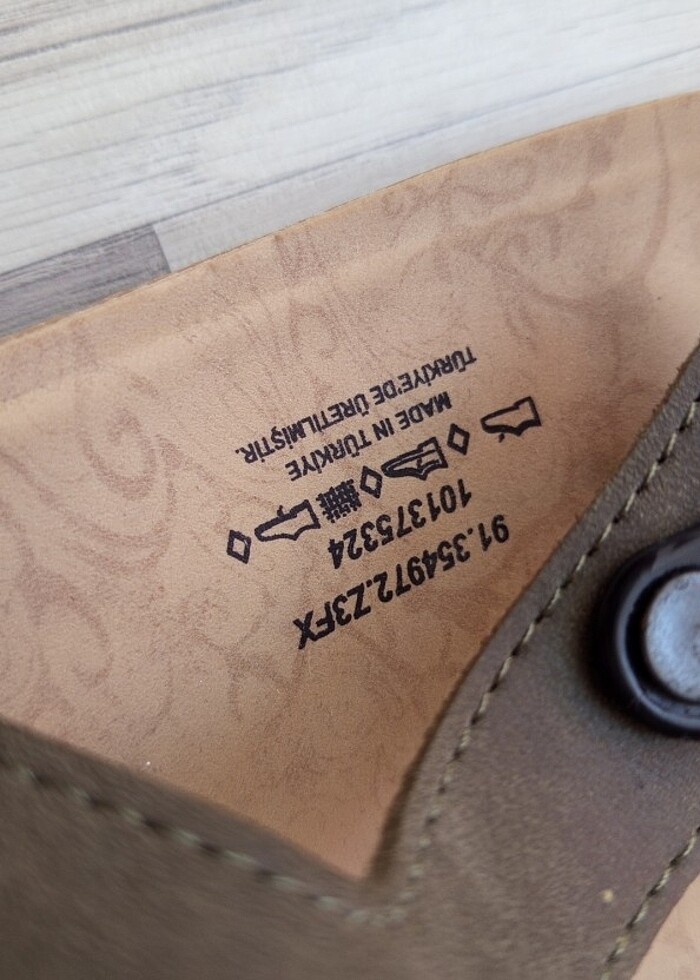 91.354972.Z3FX
101375324
MADE IN TÜRKİYE
TÜRKİYE'DE ÜRETİLMİŞTİR.